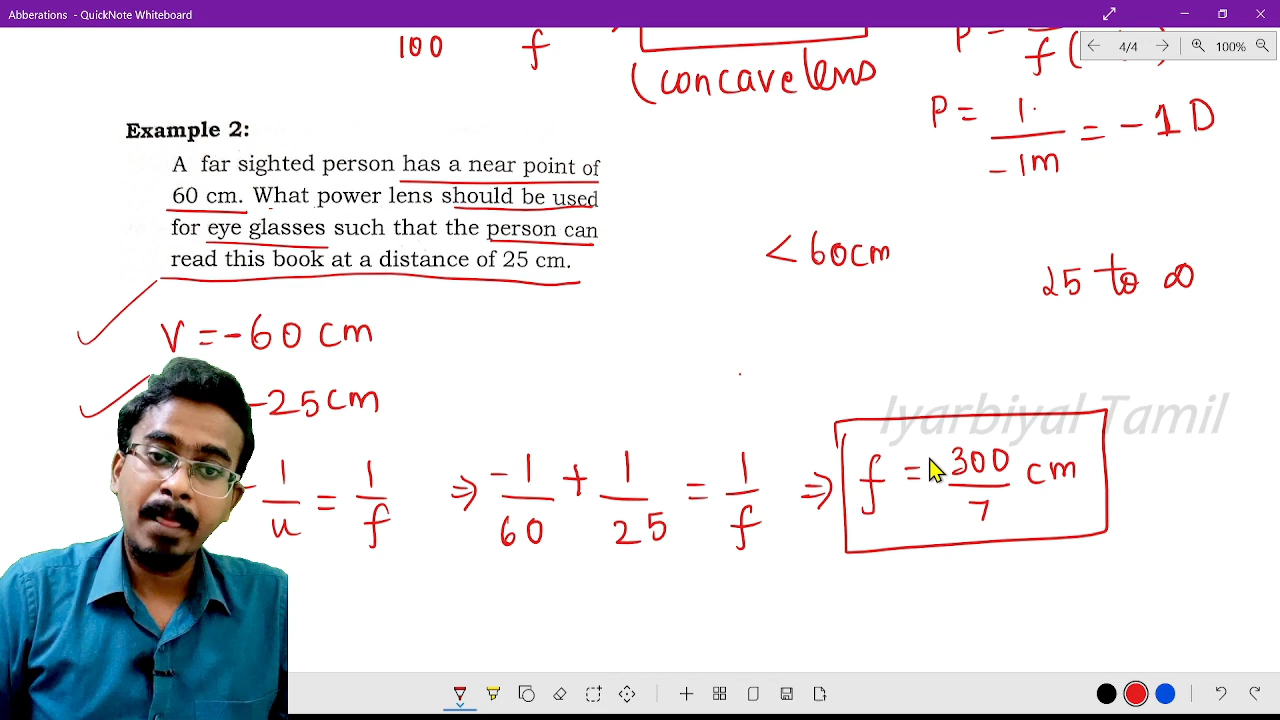 Abberations - QuickNote Whiteboard
4/4
100%
100 f
(concave lens
P =
f (
P = 1 / -1m = - 1 D
Example 2:
A far sighted person has a near point of
60 cm. What power lens should be used
for eye glasses such that the person can
read this book at a distance of 25 cm.
< 60cm
25 to ∞
V = -60 cm
-25 cm
Iyarbiyal Tamil
1/u = 1/f ⇒ -1/60 + 1/25 = 1/f ⇒ f = 300/7 cm